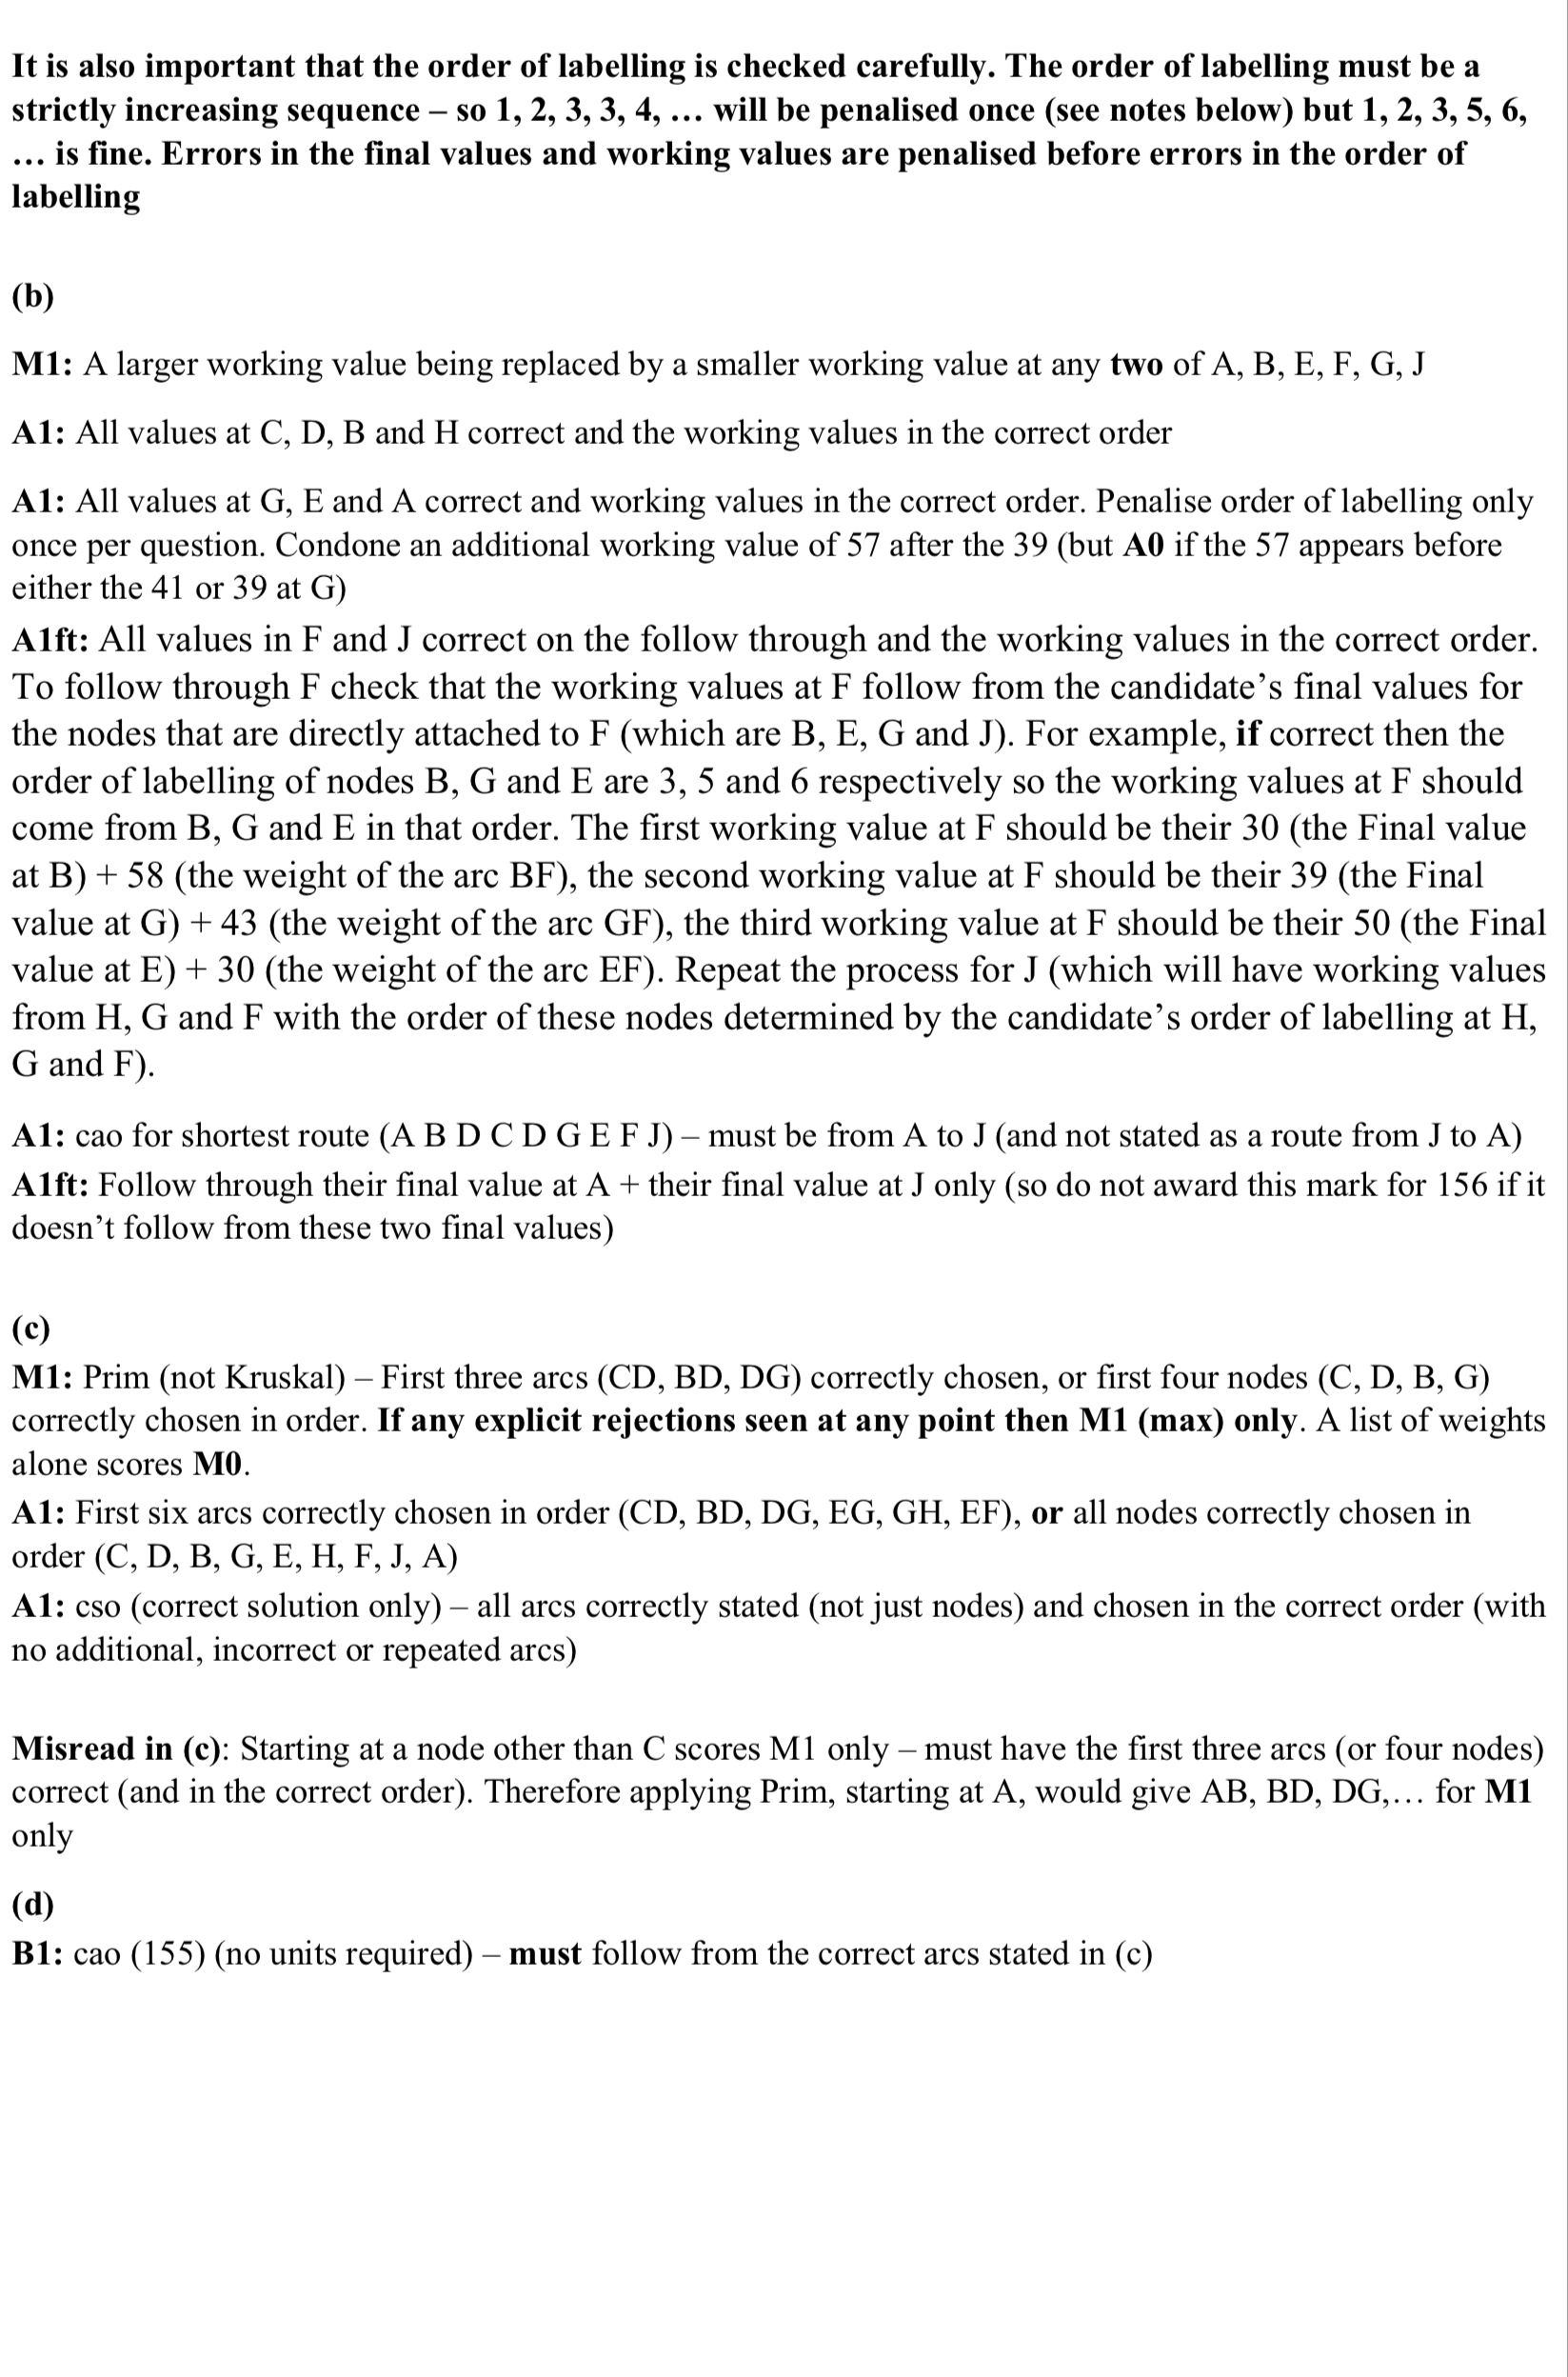 It is also important that the order of labelling is checked carefully. The order of labelling must be a
strictly increasing sequence – so 1, 2, 3, 3, 4, … will be penalised once (see notes below) but 1, 2, 3, 5, 6,
… is fine. Errors in the final values and working values are penalised before errors in the order of
labelling
(b)
M1: A larger working value being replaced by a smaller working value at any two of A, B, E, F, G, J
A1: All values at C, D, B and H correct and the working values in the correct order
A1: All values at G, E and A correct and working values in the correct order. Penalise order of labelling only
once per question. Condone an additional working value of 57 after the 39 (but A0 if the 57 appears before
either the 41 or 39 at G)
A1ft: All values in F and J correct on the follow through and the working values in the correct order.
To follow through F check that the working values at F follow from the candidate’s final values for
the nodes that are directly attached to F (which are B, E, G and J). For example, if correct then the
order of labelling of nodes B, G and E are 3, 5 and 6 respectively so the working values at F should
come from B, G and E in that order. The first working value at F should be their 30 (the Final value
at B) + 58 (the weight of the arc BF), the second working value at F should be their 39 (the Final
value at G) + 43 (the weight of the arc GF), the third working value at F should be their 50 (the Final
value at E) + 30 (the weight of the arc EF). Repeat the process for J (which will have working values
from H, G and F with the order of these nodes determined by the candidate’s order of labelling at H,
G and F).
A1: cao for shortest route (A B D C D G E F J) – must be from A to J (and not stated as a route from J to A)
A1ft: Follow through their final value at A + their final value at J only (so do not award this mark for 156 if it
doesn’t follow from these two final values)
(c)
M1: Prim (not Kruskal) – First three arcs (CD, BD, DG) correctly chosen, or first four nodes (C, D, B, G)
correctly chosen in order. If any explicit rejections seen at any point then M1 (max) only. A list of weights
alone scores M0.
A1: First six arcs correctly chosen in order (CD, BD, DG, EG, GH, EF), or all nodes correctly chosen in
order (C, D, B, G, E, H, F, J, A)
A1: cso (correct solution only) – all arcs correctly stated (not just nodes) and chosen in the correct order (with
no additional, incorrect or repeated arcs)
Misread in (c): Starting at a node other than C scores M1 only – must have the first three arcs (or four nodes)
correct (and in the correct order). Therefore applying Prim, starting at A, would give AB, BD, DG,… for M1
only
(d)
B1: cao (155) (no units required) – must follow from the correct arcs stated in (c)